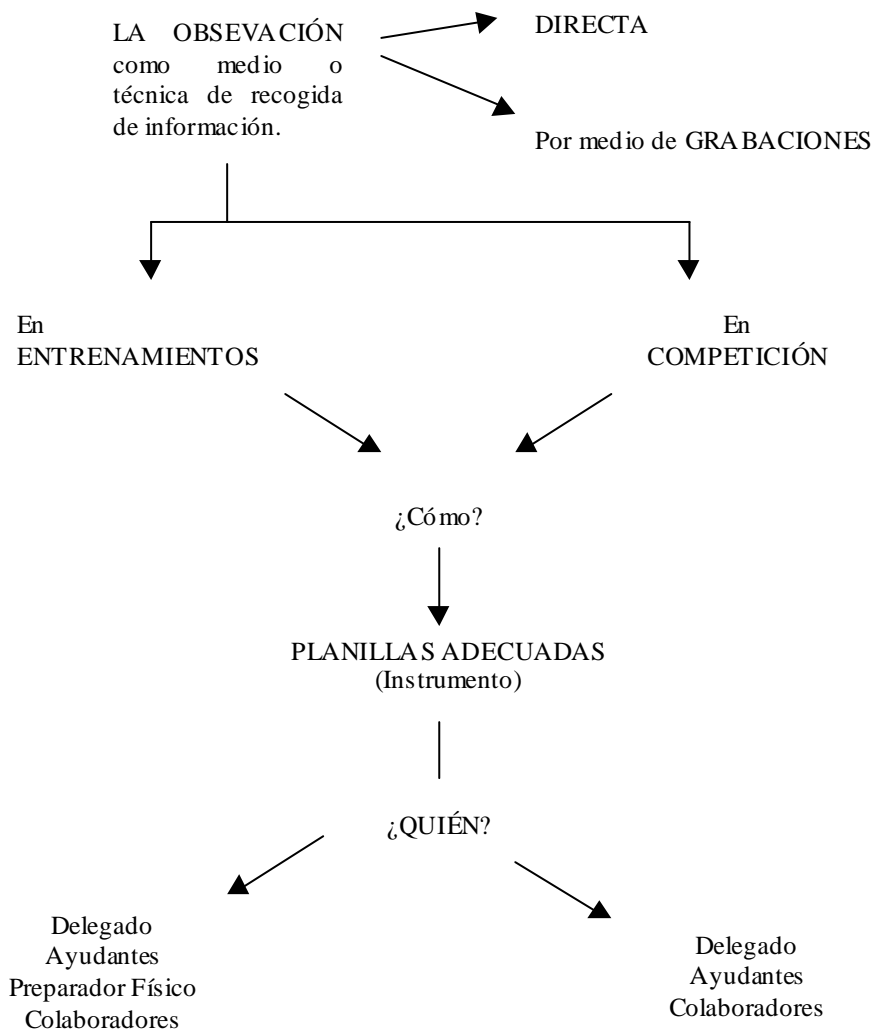 LA OBSEVACIÓN
como medio o
técnica de recogida
de información.
DIRECTA
Por medio de GRABACIONES
En
ENTRENAMIENTOS
En
COMPETICIÓN
¿Cómo?
PLANILLAS ADECUADAS
(Instrumento)
¿QUIÉN?
Delegado
Ayudantes
Preparador Físico
Colaboradores
Delegado
Ayudantes
Colaboradores